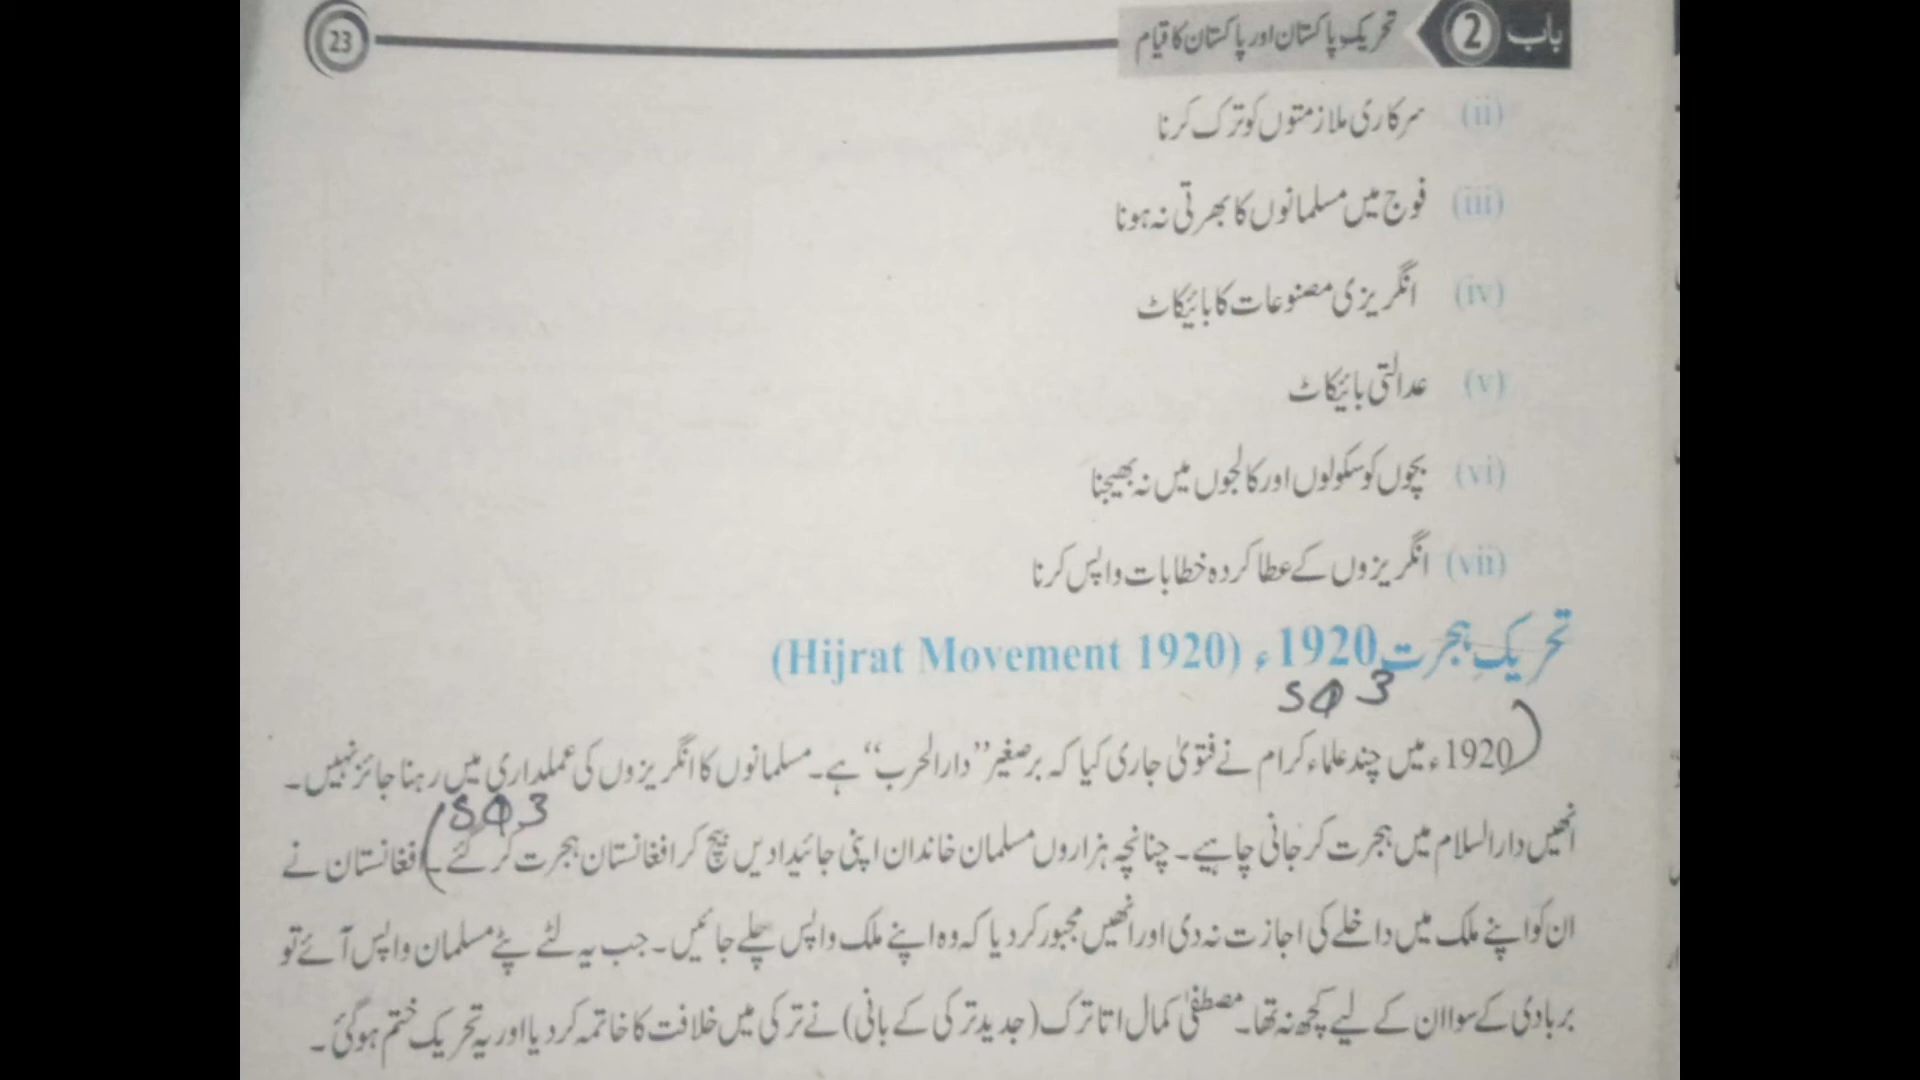 باب 2 تحریکِ پاکستان اور پاکستان کا قیام 23
(ii) سرکاری ملازمتوں کو ترک کرنا
(iii) فوج میں مسلمانوں کا بھرتی نہ ہونا
(iv) انگریزی مصنوعات کا بائیکاٹ
(v) عدالتی بائیکاٹ
(vi) بچوں کو سکولوں اور کالجوں میں نہ بھیجنا
(vii) انگریزوں کے عطا کردہ خطابات واپس کرنا
تحریکِ ہجرت 1920ء (Hijrat Movement 1920)
SQ 3
1920ء میں چند علماء کرام نے فتویٰ جاری کیا کہ برصغیر ”دارالحرب“ ہے۔ مسلمانوں کا انگریزوں کی عملداری میں رہنا جائز نہیں۔
SQ3
انھیں دارالسلام میں ہجرت کر جانی چاہیے۔ چنانچہ ہزاروں مسلمان خاندان اپنی جائیدادیں بیچ کر افغانستان ہجرت کر گئے۔ افغانستان نے
ان کو اپنے ملک میں داخلے کی اجازت نہ دی اور انھیں مجبور کر دیا کہ وہ اپنے ملک واپس چلے جائیں۔ جب یہ لٹے پٹے مسلمان واپس آئے تو
بربادی کے سوا ان کے لیے کچھ نہ تھا۔ مصطفیٰ کمال اتاترک (جدید ترکی کے بانی) نے ترکی میں خلافت کا خاتمہ کر دیا اور یہ تحریک ختم ہو گئی۔